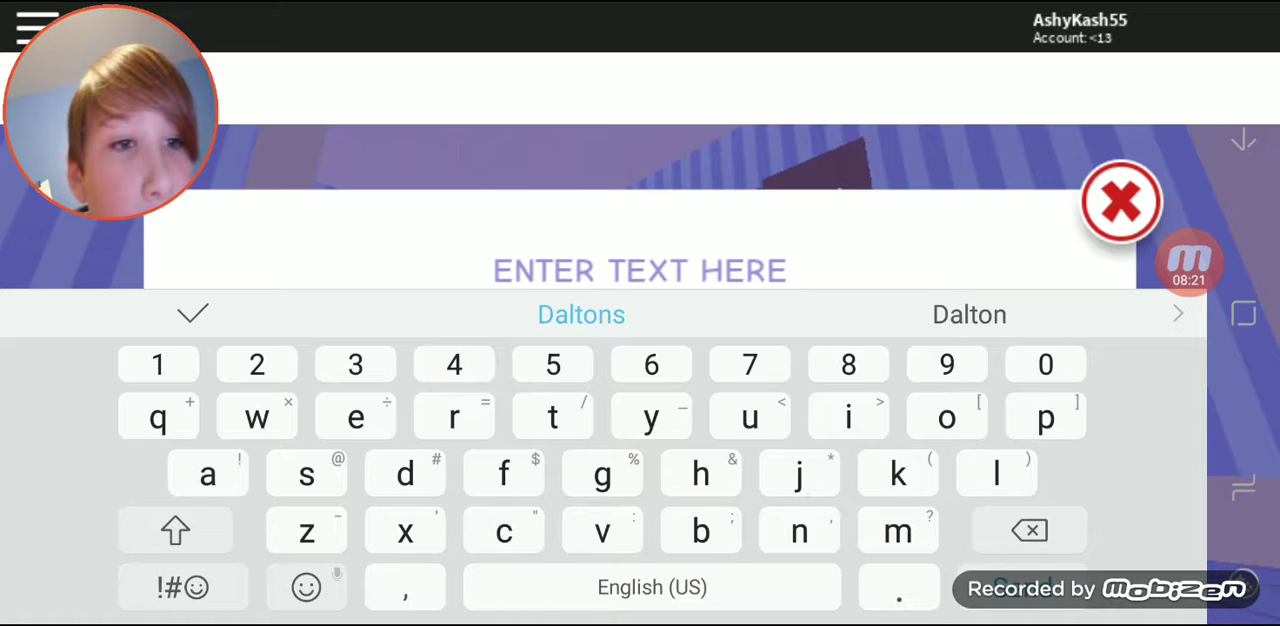 AshyKash55
Account: <13
ENTER TEXT HERE
08:21
Daltons Dalton
1 2 3 4 5 6 7 8 9 0
q + w × e ÷ r = t / y _ u < i > o [ p ]
a ! s @ d # f $ g % h & j * k ( l )
z - x ' c " v : b ; n , m ?
!#☺ , English (US) .
Recorded by mobizen